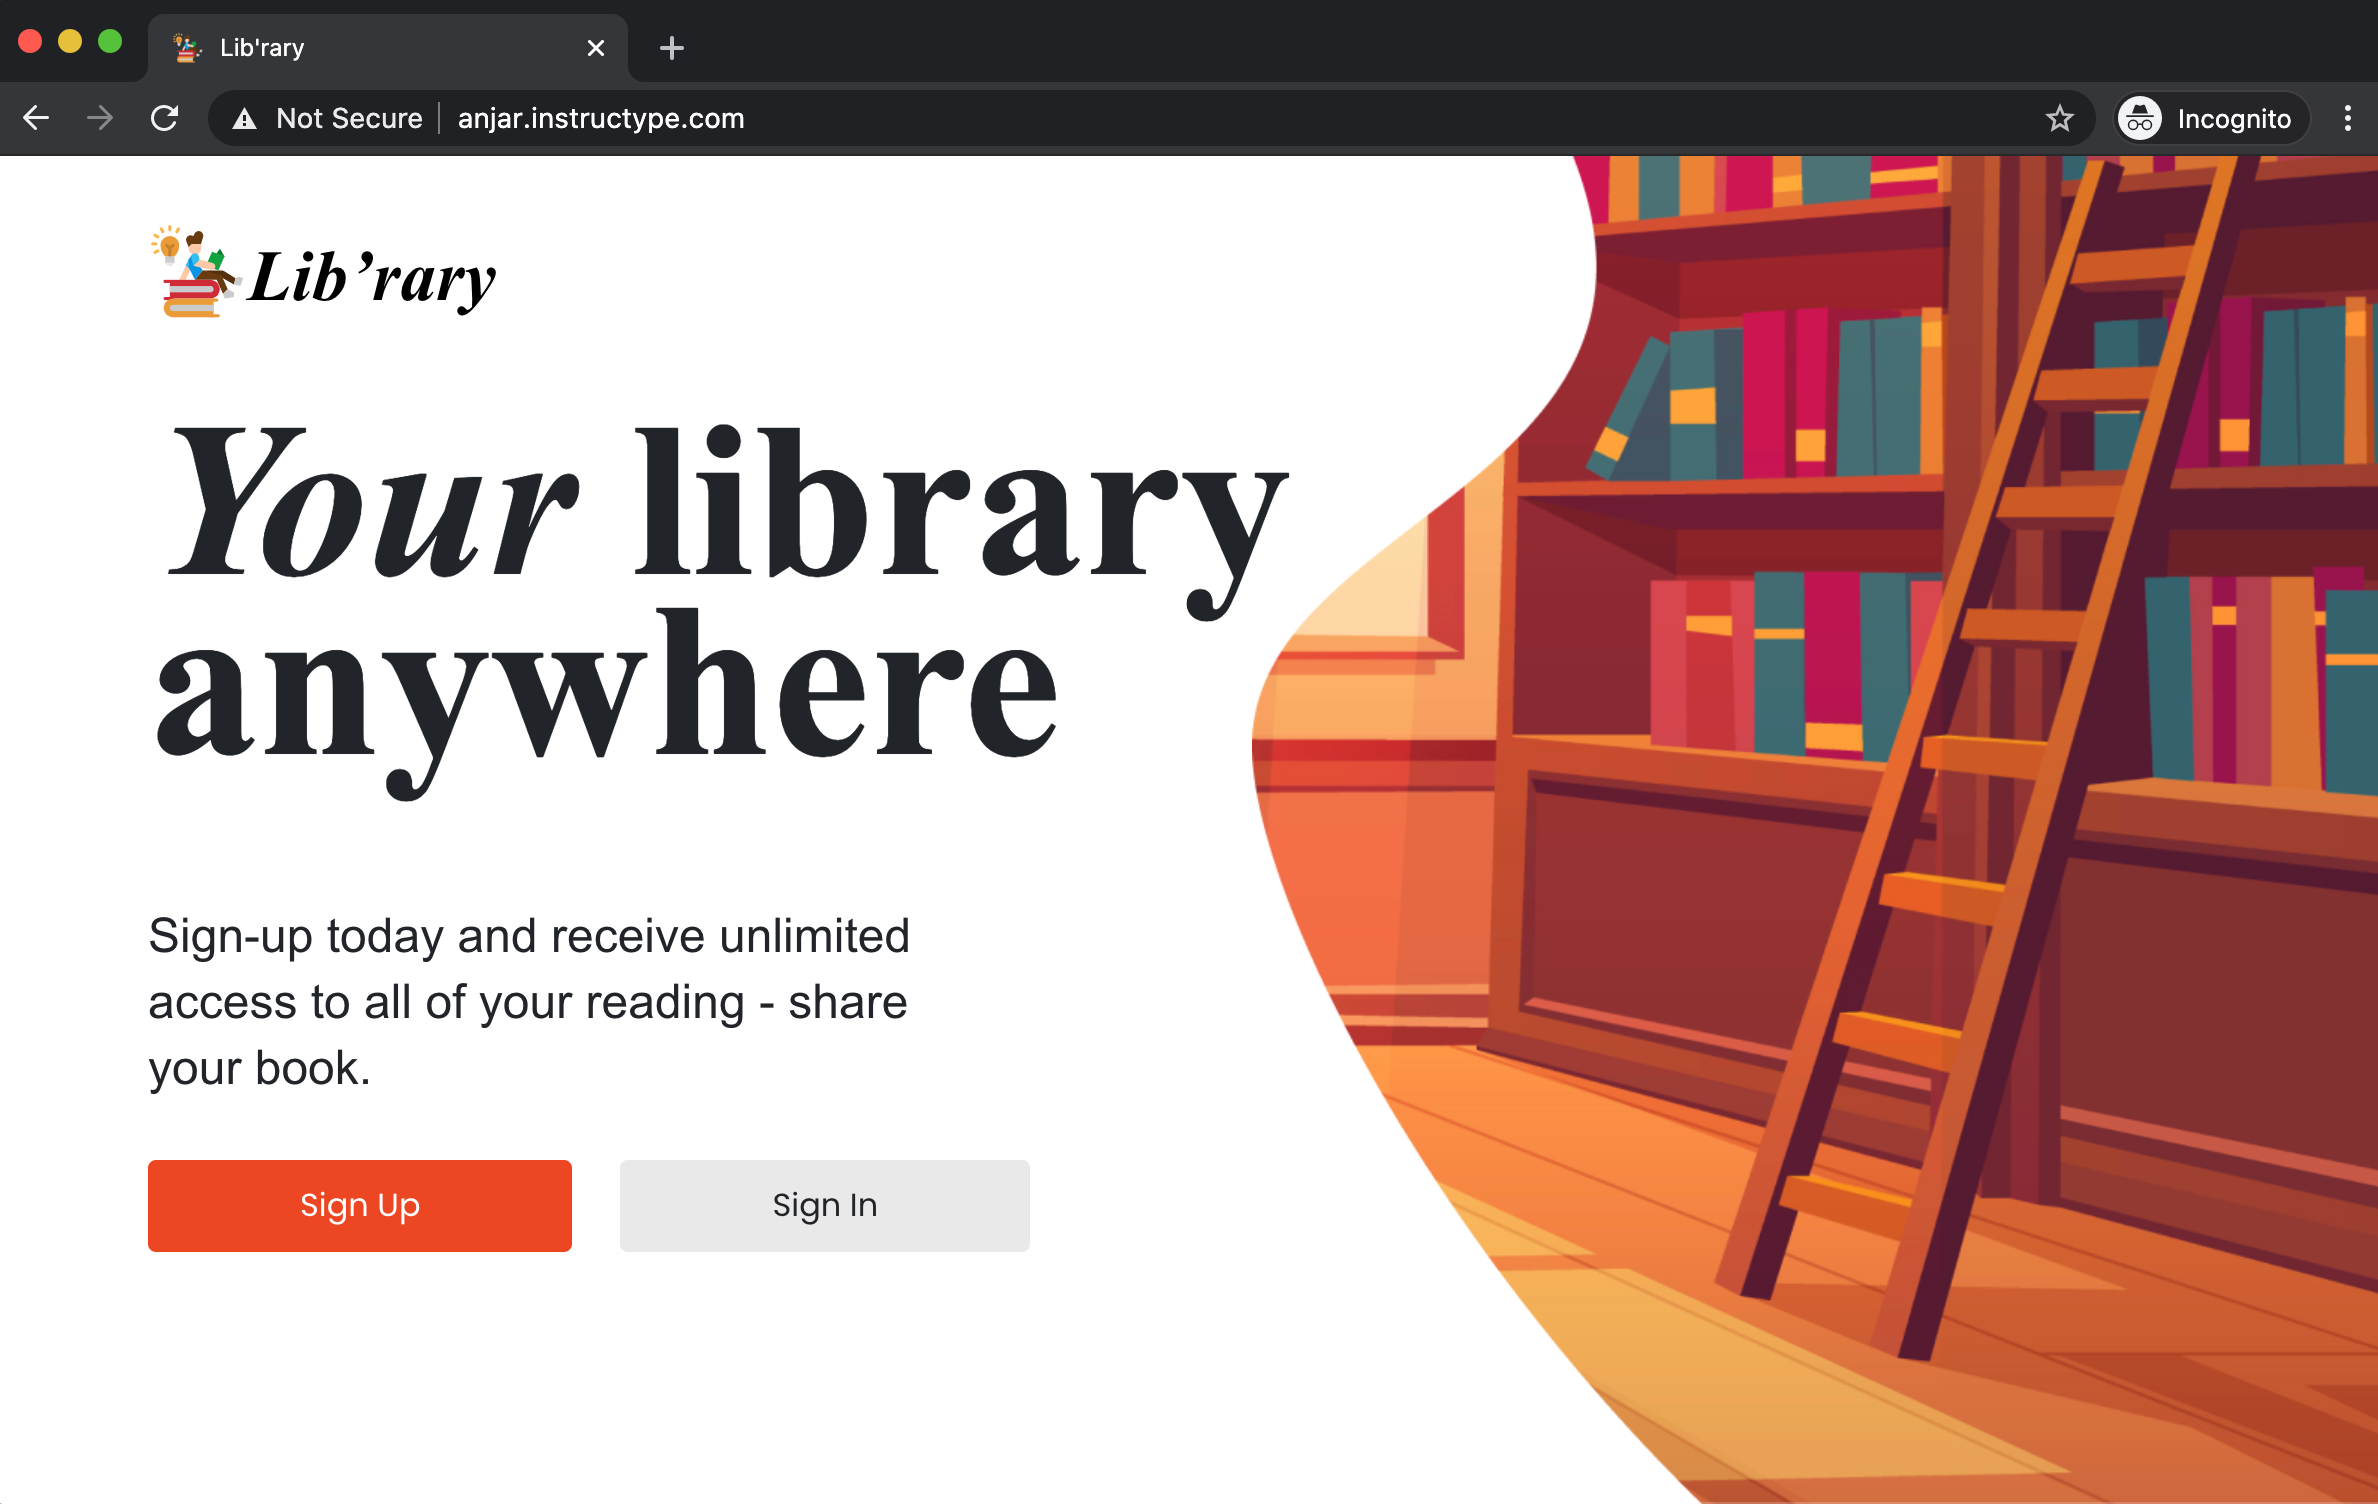 Lib'rary
Not Secure
anjar.instructype.com
Incognito
Lib’rary
Your library
anywhere
Sign-up today and receive unlimited
access to all of your reading - share
your book.
Sign Up
Sign In